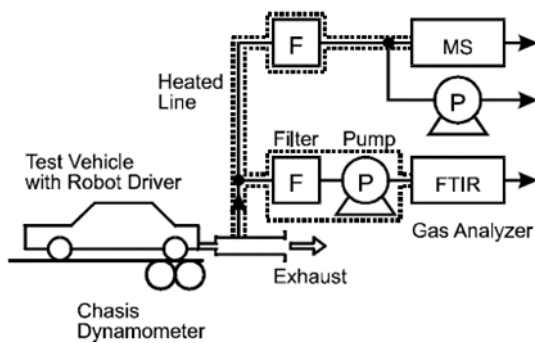 F
MS
Heated
Line
P
Filter
Pump
Test Vehicle
with Robot Driver
F
P
FTIR
Gas Analyzer
Exhaust
Chasis
Dynamometer